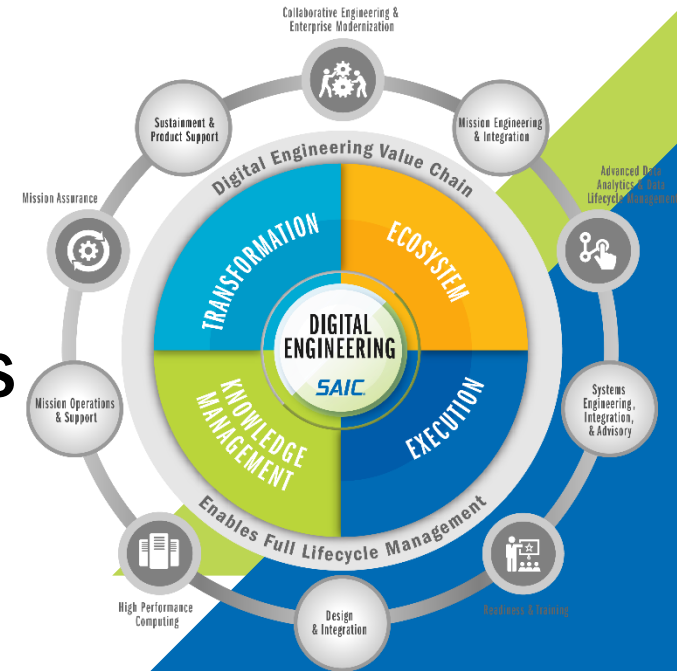 Collaborative Engineering &
Enterprise Modernization
Sustainment &
Product Support
Mission Engineering
& Integration
Digital Engineering Value Chain
Advanced Data
Analytics & Data
Lifecycle Management
Mission Assurance
TRANSFORMATION
ECOSYSTEM
DIGITAL
ENGINEERING
SAIC.
S
Mission Operations
& Support
Systems
Engineering,
Integration,
& Advisory
KNOWLEDGE
MANAGEMENT
EXECUTION
Enables Full Lifecycle Management
High Performance
Computing
Design
& Integration
Readiness & Training